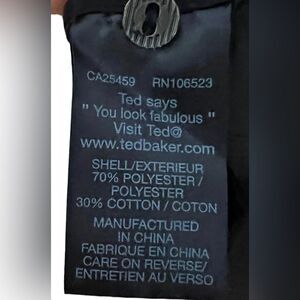 CA25459 RN106523
Ted says
" You look fabulous "
Visit Ted@
www.tedbaker.com
SHELL/EXTERIEUR
70% POLYESTER /
POLYESTER
30% COTTON / COTON
MANUFACTURED
IN CHINA
FABRIQUE EN CHINA
CARE ON REVERSE/
ENTRETIEN AU VERSO